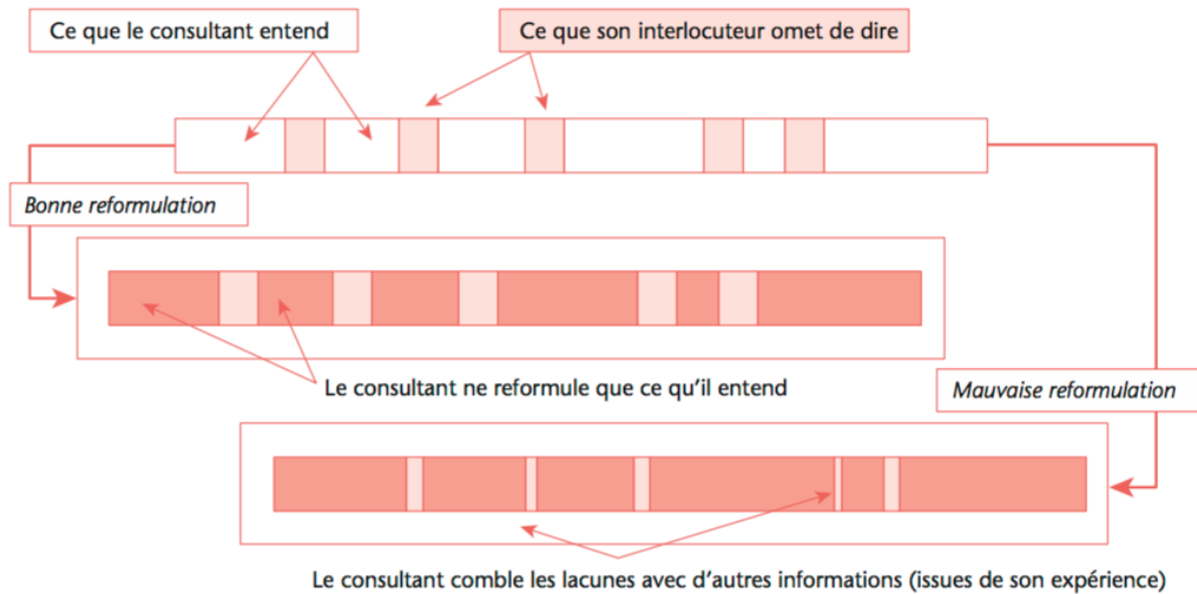 Ce que le consultant entend
Ce que son interlocuteur omet de dire
Bonne reformulation
Le consultant ne reformule que ce qu’il entend
Mauvaise reformulation
Le consultant comble les lacunes avec d’autres informations (issues de son expérience)